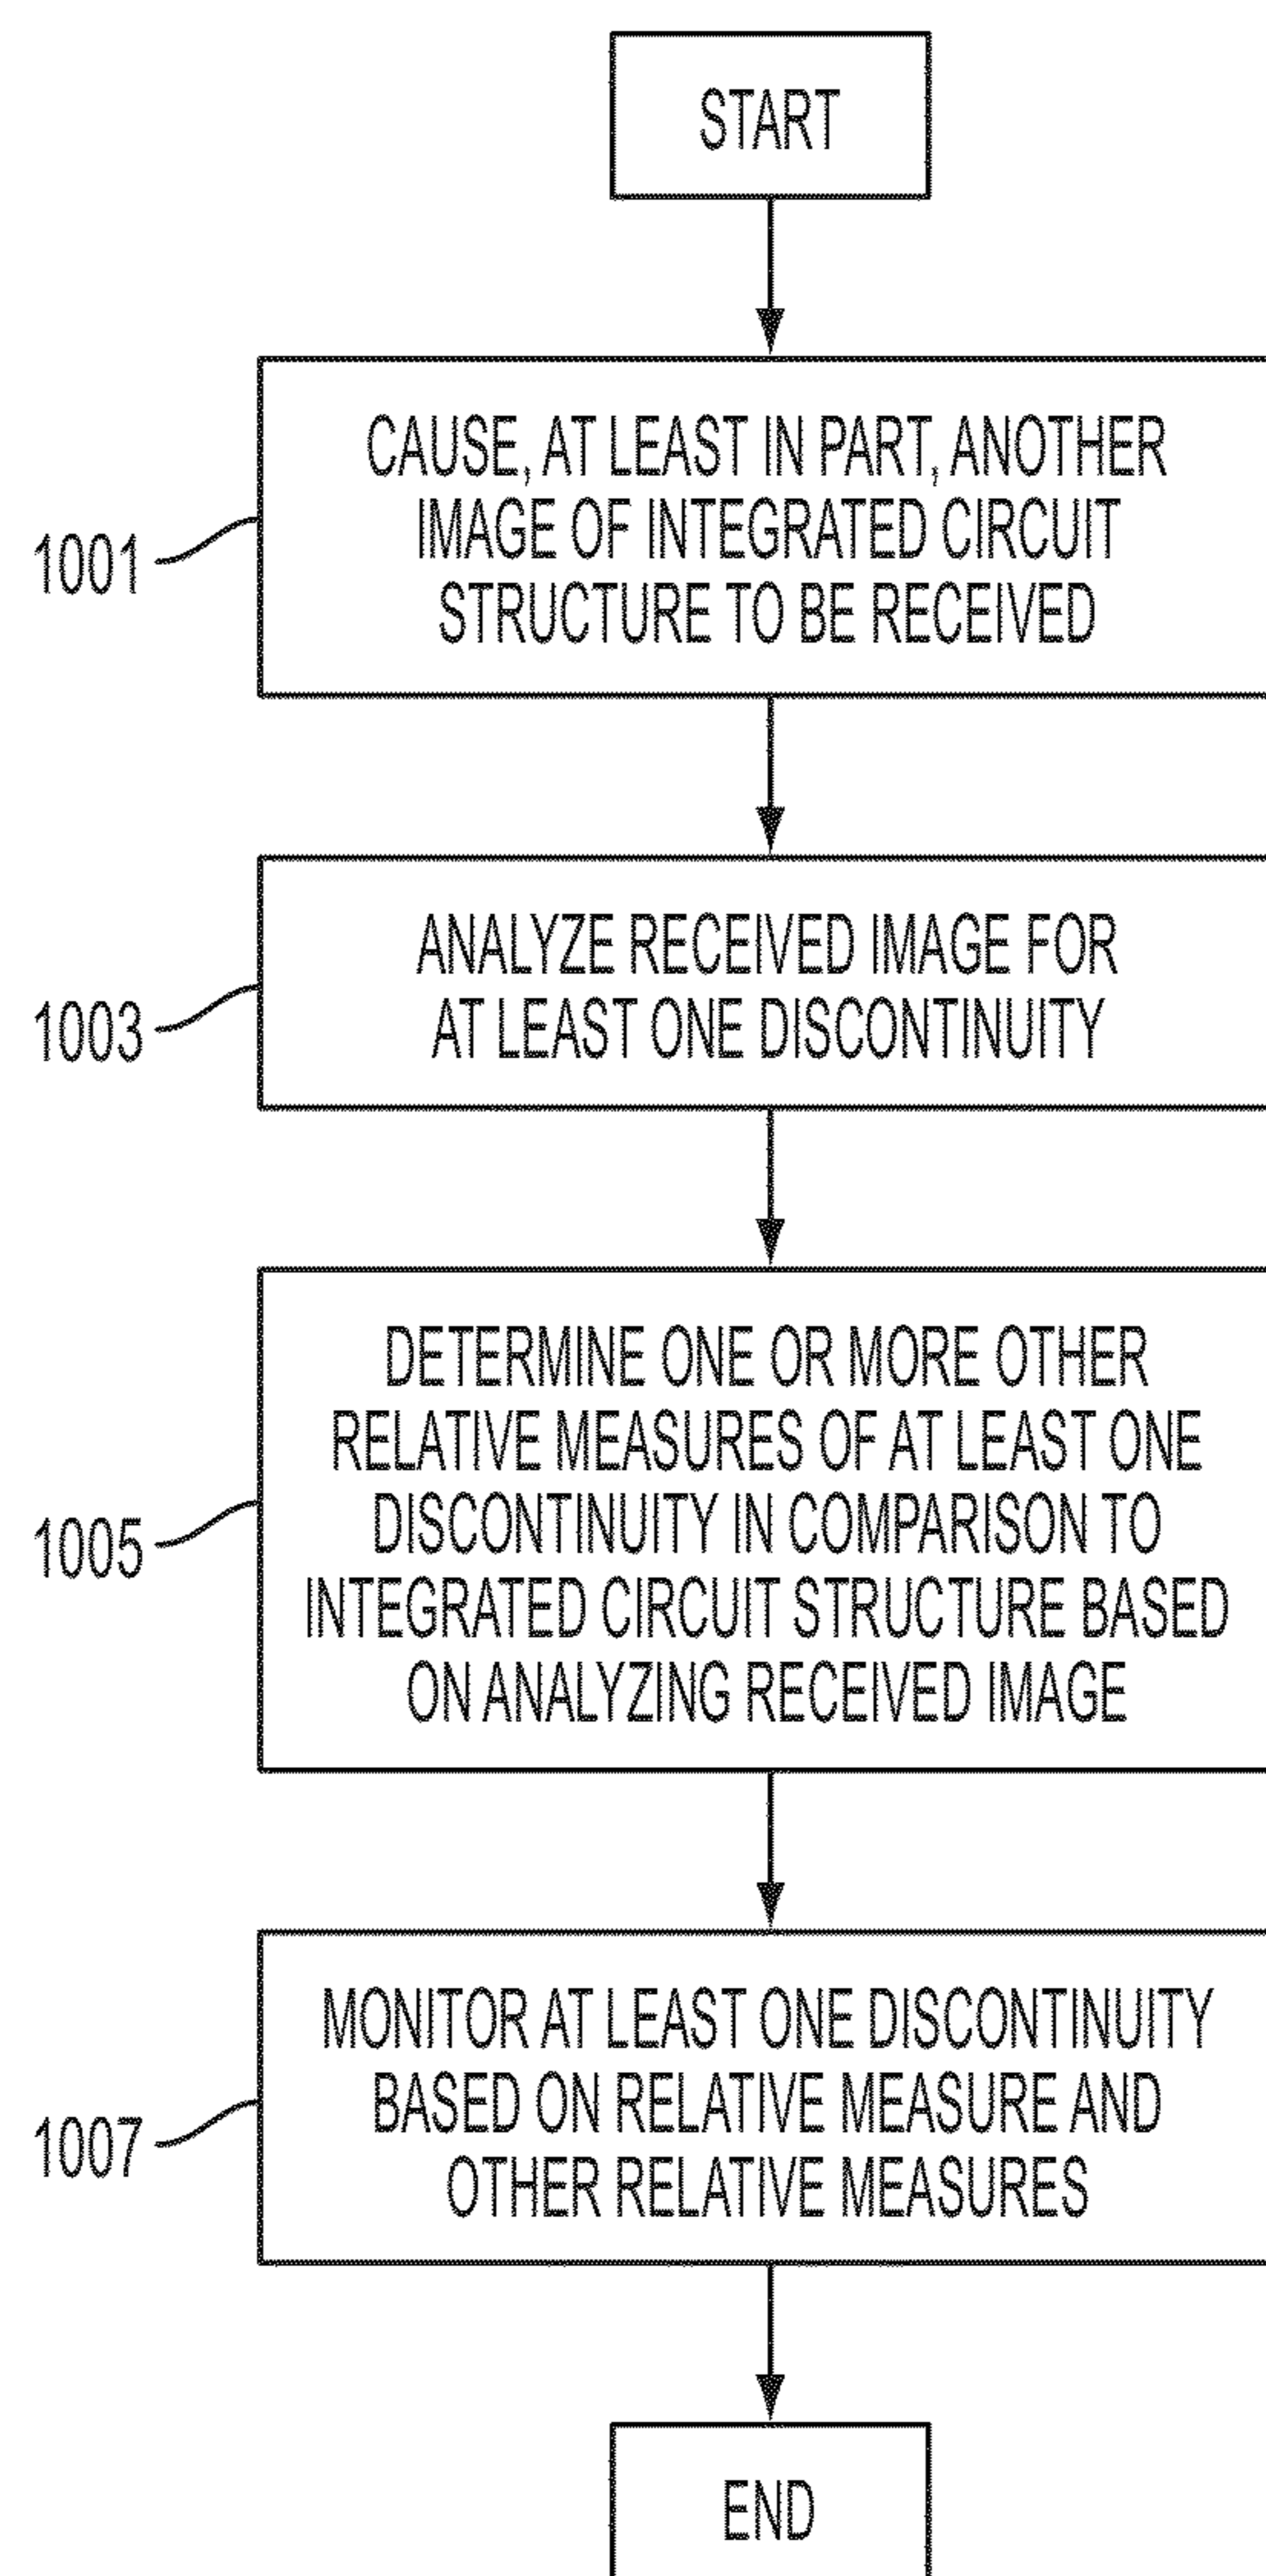 START
CAUSE, AT LEAST IN PART, ANOTHER
IMAGE OF INTEGRATED CIRCUIT
STRUCTURE TO BE RECEIVED
1001
ANALYZE RECEIVED IMAGE FOR
AT LEAST ONE DISCONTINUITY
1003
DETERMINE ONE OR MORE OTHER
RELATIVE MEASURES OF AT LEAST ONE
DISCONTINUITY IN COMPARISON TO
INTEGRATED CIRCUIT STRUCTURE BASED
ON ANALYZING RECEIVED IMAGE
1005
MONITOR AT LEAST ONE DISCONTINUITY
BASED ON RELATIVE MEASURE AND
OTHER RELATIVE MEASURES
1007
END